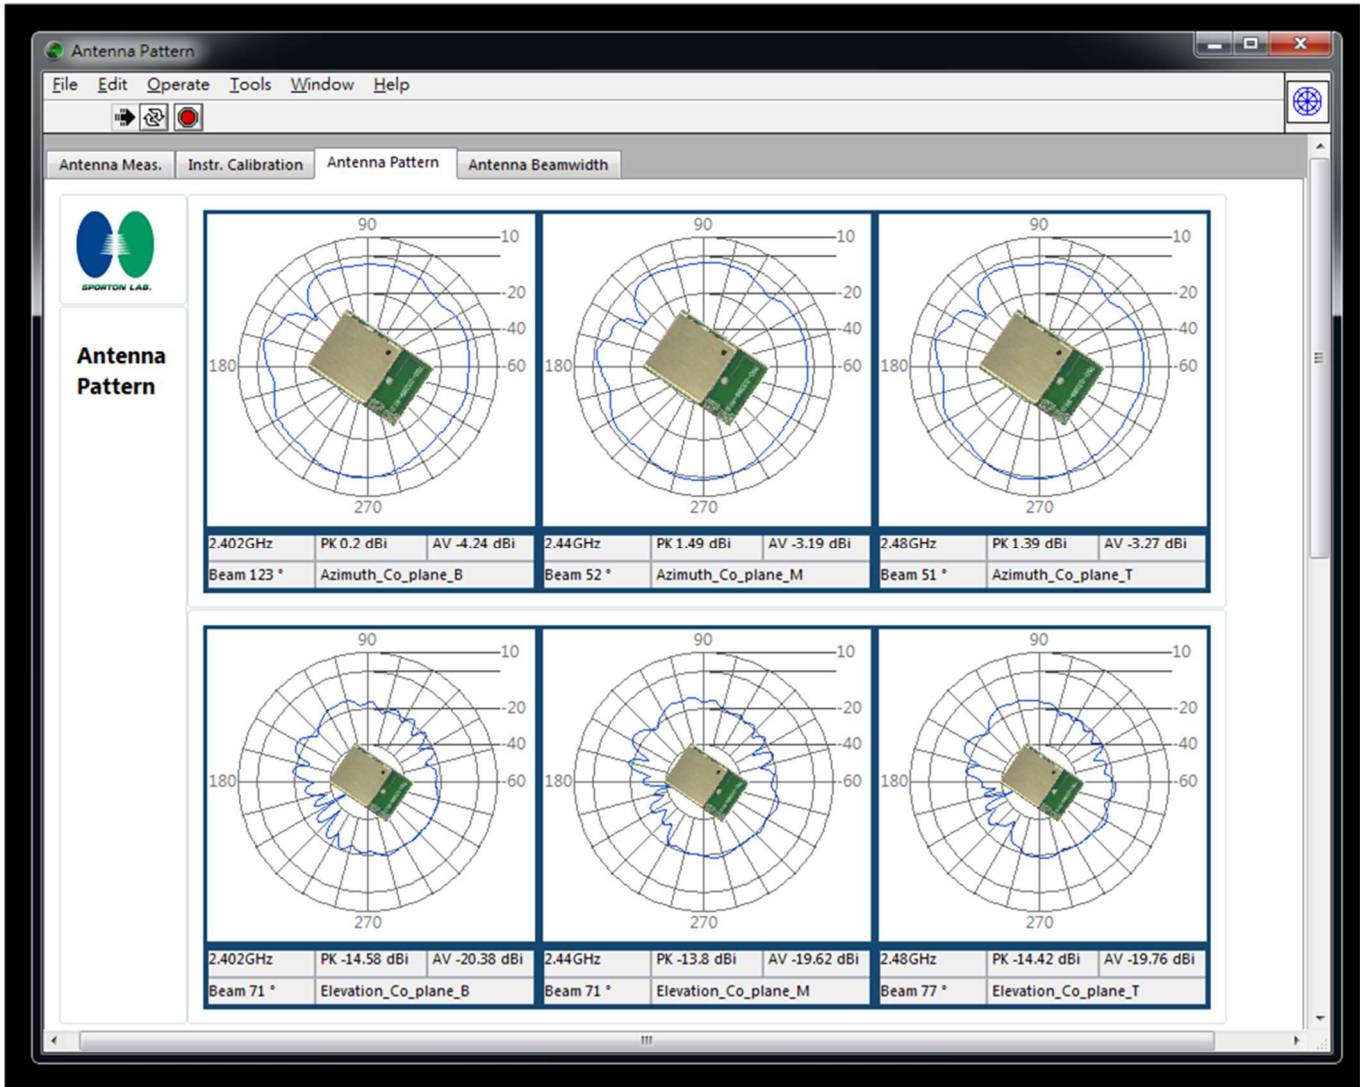 Antenna Pattern
File Edit Operate Tools Window Help
Antenna Meas. Instr. Calibration Antenna Pattern Antenna Beamwidth
SPORTON LAB.
Antenna
Pattern
90 10 90 10 90 10
-20 -20 -20
-40 -40 -40
180 -60 180 -60 180 -60
270 270 270
2.402GHz PK 0.2 dBi AV -4.24 dBi 2.44GHz PK 1.49 dBi AV -3.19 dBi 2.48GHz PK 1.39 dBi AV -3.27 dBi
Beam 123 ° Azimuth_Co_plane_B Beam 52 ° Azimuth_Co_plane_M Beam 51 ° Azimuth_Co_plane_T
90 10 90 10 90 10
-20 -20 -20
-40 -40 -40
180 -60 180 -60 180 -60
270 270 270
2.402GHz PK -14.58 dBi AV -20.38 dBi 2.44GHz PK -13.8 dBi AV -19.62 dBi 2.48GHz PK -14.42 dBi AV -19.76 dBi
Beam 71 ° Elevation_Co_plane_B Beam 71 ° Elevation_Co_plane_M Beam 77 ° Elevation_Co_plane_T